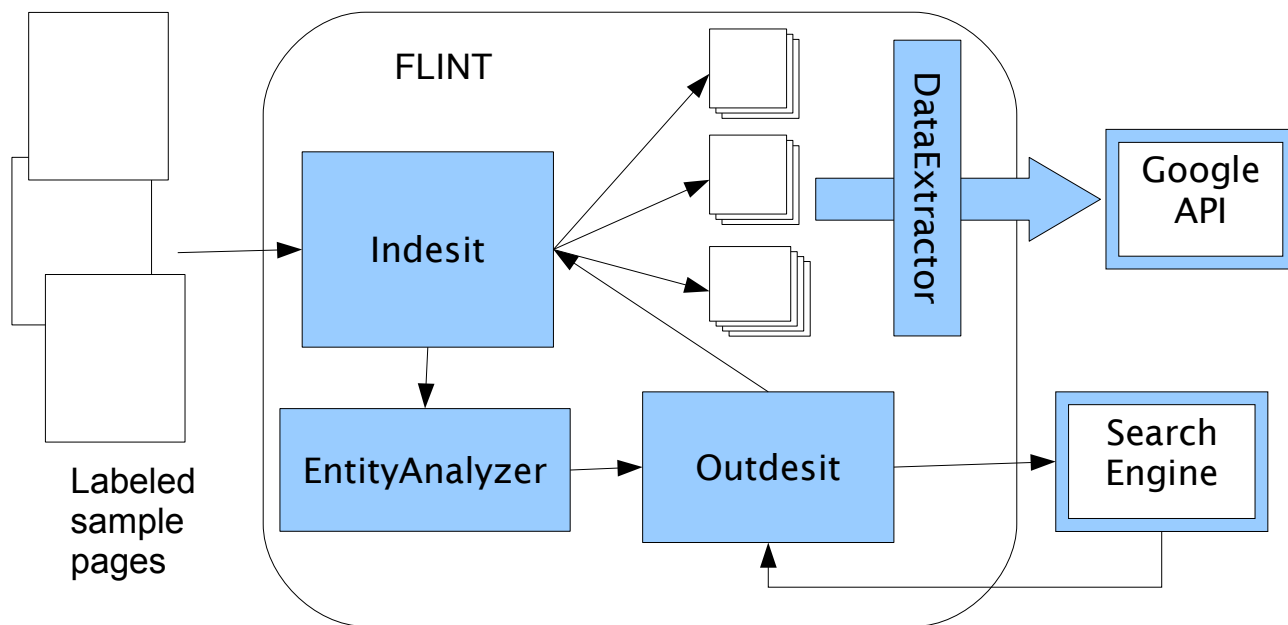 FLINT
DataExtractor
Google
API
Indesit
EntityAnalyzer
Outdesit
Search
Engine
Labeled
sample
pages